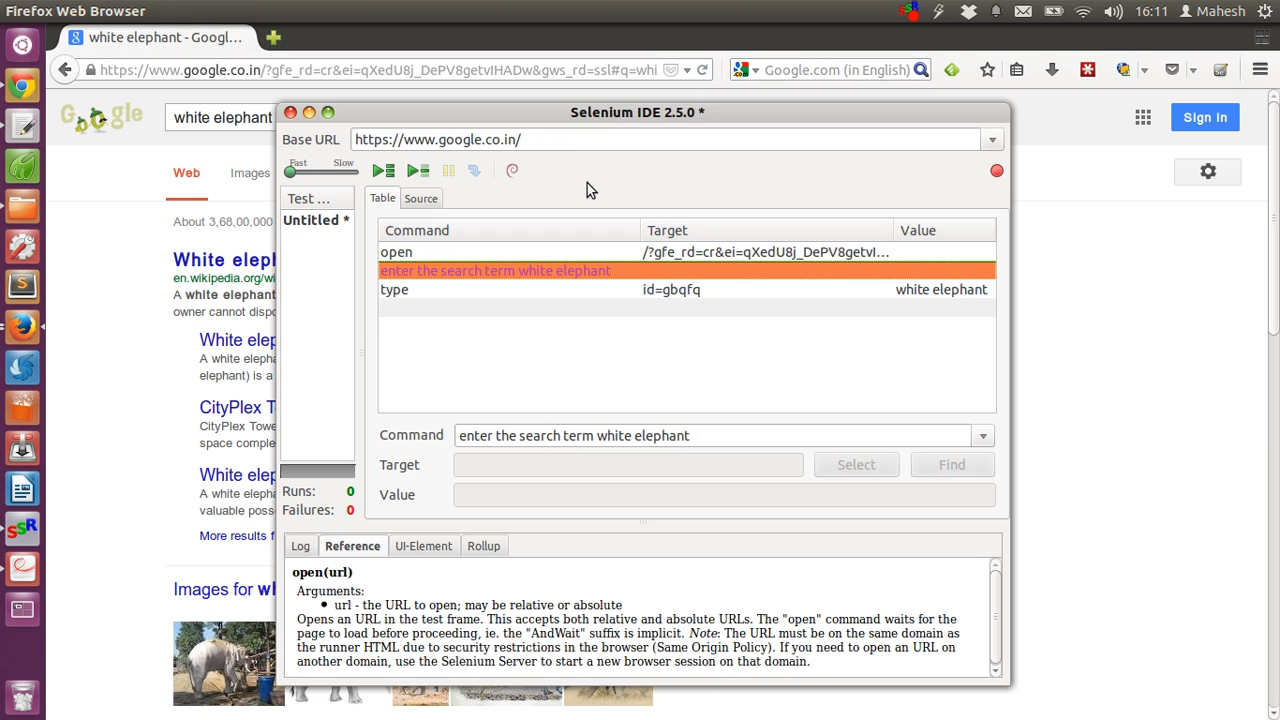 Firefox Web Browser
16:11
Mahesh
white elephant - Googl...
https://www.google.co.in/?gfe_rd=cr&ei=qXedU8j_DePV8getvIHADw&gws_rd=ssl#q=whi
Google.com (in English)
Google
white elephant
Sign in
Web
Images
About 3,68,00,000
White elep
en.wikipedia.org/wi
A white elephant
owner cannot dispo
White elep
A white elepha
elephant) is a
CityPlex T
CityPlex Towe
space comple
White elep
valuable posse
More results f
Images for wh
Selenium IDE 2.5.0 *
Base URL
https://www.google.co.in/
Fast
Slow
Test ...
Untitled *
Table
Source
Command
Target
Value
open
/?gfe_rd=cr&ei=qXedU8j_DePV8getvI...
enter the search term white elephant
type
id=gbqfq
white elephant
Command
enter the search term white elephant
Target
Select
Find
Value
Runs:
0
Failures:
0
Log
Reference
UI-Element
Rollup
open(url)
Arguments:
• url - the URL to open; may be relative or absolute
Opens an URL in the test frame. This accepts both relative and absolute URLs. The "open" command waits for the
page to load before proceeding, ie. the "AndWait" suffix is implicit. Note: The URL must be on the same domain as
the runner HTML due to security restrictions in the browser (Same Origin Policy). If you need to open an URL on
another domain, use the Selenium Server to start a new browser session on that domain.